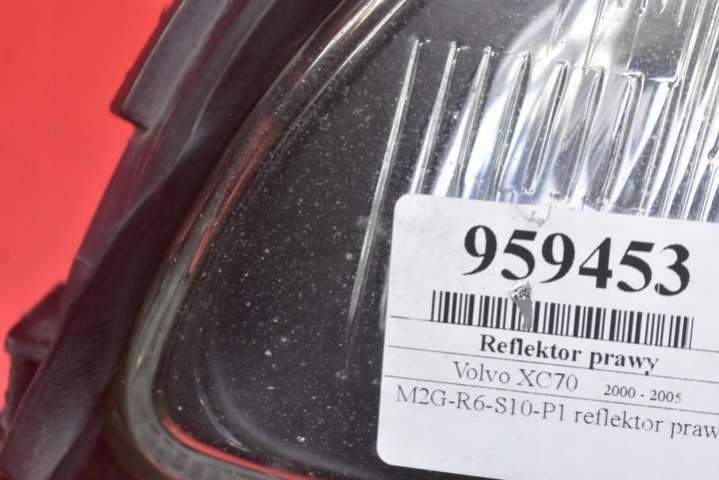 959453
Reflektor prawy
Volvo XC70 2000 - 2005
M2G-R6-S10-P1 reflektor praw